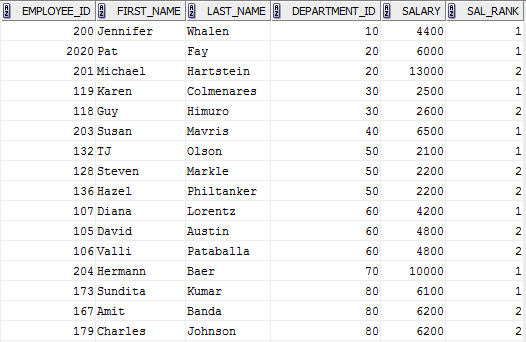 EMPLOYEE_ID FIRST_NAME LAST_NAME DEPARTMENT_ID SALARY SAL_RANK
200 Jennifer Whalen 10 4400 1
2020 Pat Fay 20 6000 1
201 Michael Hartstein 20 13000 2
119 Karen Colmenares 30 2500 1
118 Guy Himuro 30 2600 2
203 Susan Mavris 40 6500 1
132 TJ Olson 50 2100 1
128 Steven Markle 50 2200 2
136 Hazel Philtanker 50 2200 2
107 Diana Lorentz 60 4200 1
105 David Austin 60 4800 2
106 Valli Pataballa 60 4800 2
204 Hermann Baer 70 10000 1
173 Sundita Kumar 80 6100 1
167 Amit Banda 80 6200 2
179 Charles Johnson 80 6200 2